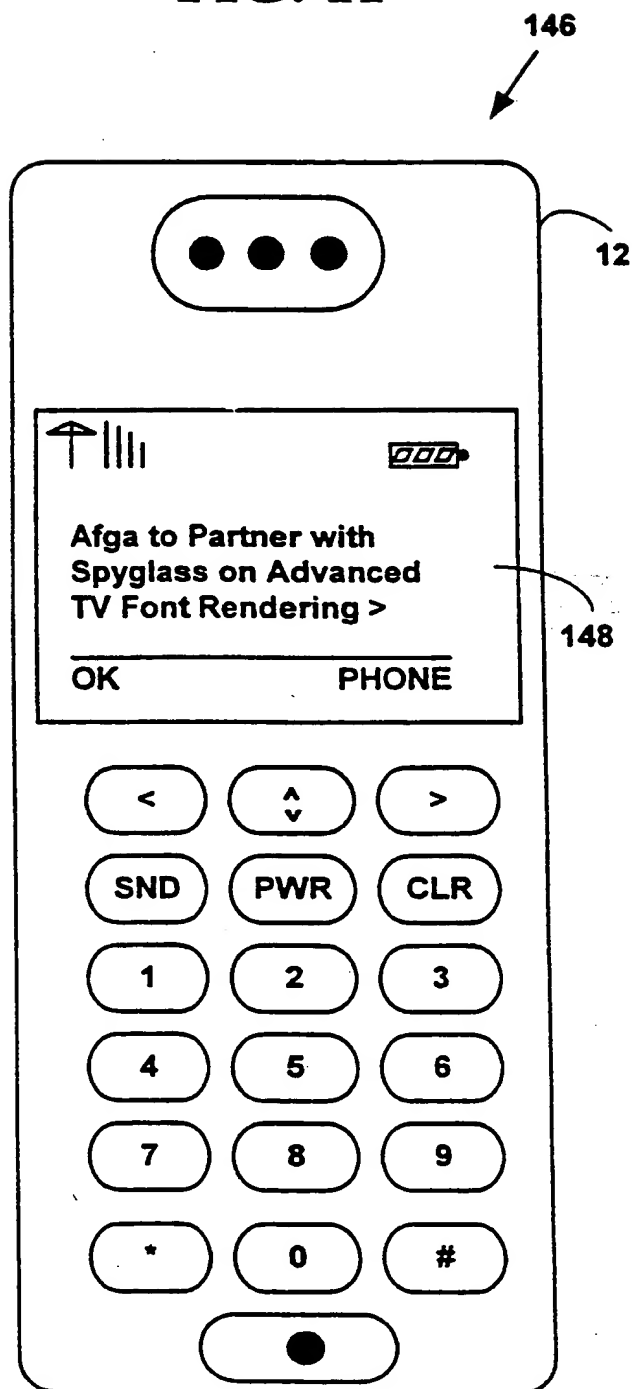 146
12
Afga to Partner with
Spyglass on Advanced
TV Font Rendering >
148
OK PHONE
< ^ v >
SND PWR CLR
1 2 3
4 5 6
7 8 9
* 0 #